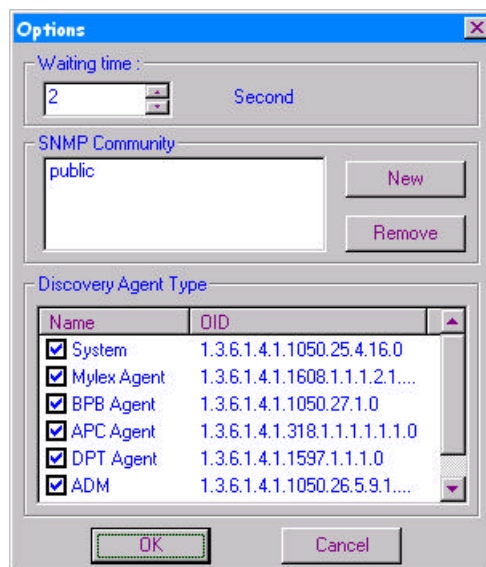 Options
Waiting time :
2 Second
SNMP Community
public
New
Remove
Discovery Agent Type
Name OID
System 1.3.6.1.4.1.1050.25.4.16.0
Mylex Agent 1.3.6.1.4.1.1608.1.1.1.2.1....
BPB Agent 1.3.6.1.4.1.1050.27.1.0
APC Agent 1.3.6.1.4.1.318.1.1.1.1.1.1.0
DPT Agent 1.3.6.1.4.1.1597.1.1.1.0
ADM 1.3.6.1.4.1.1050.26.5.9.1....
OK Cancel